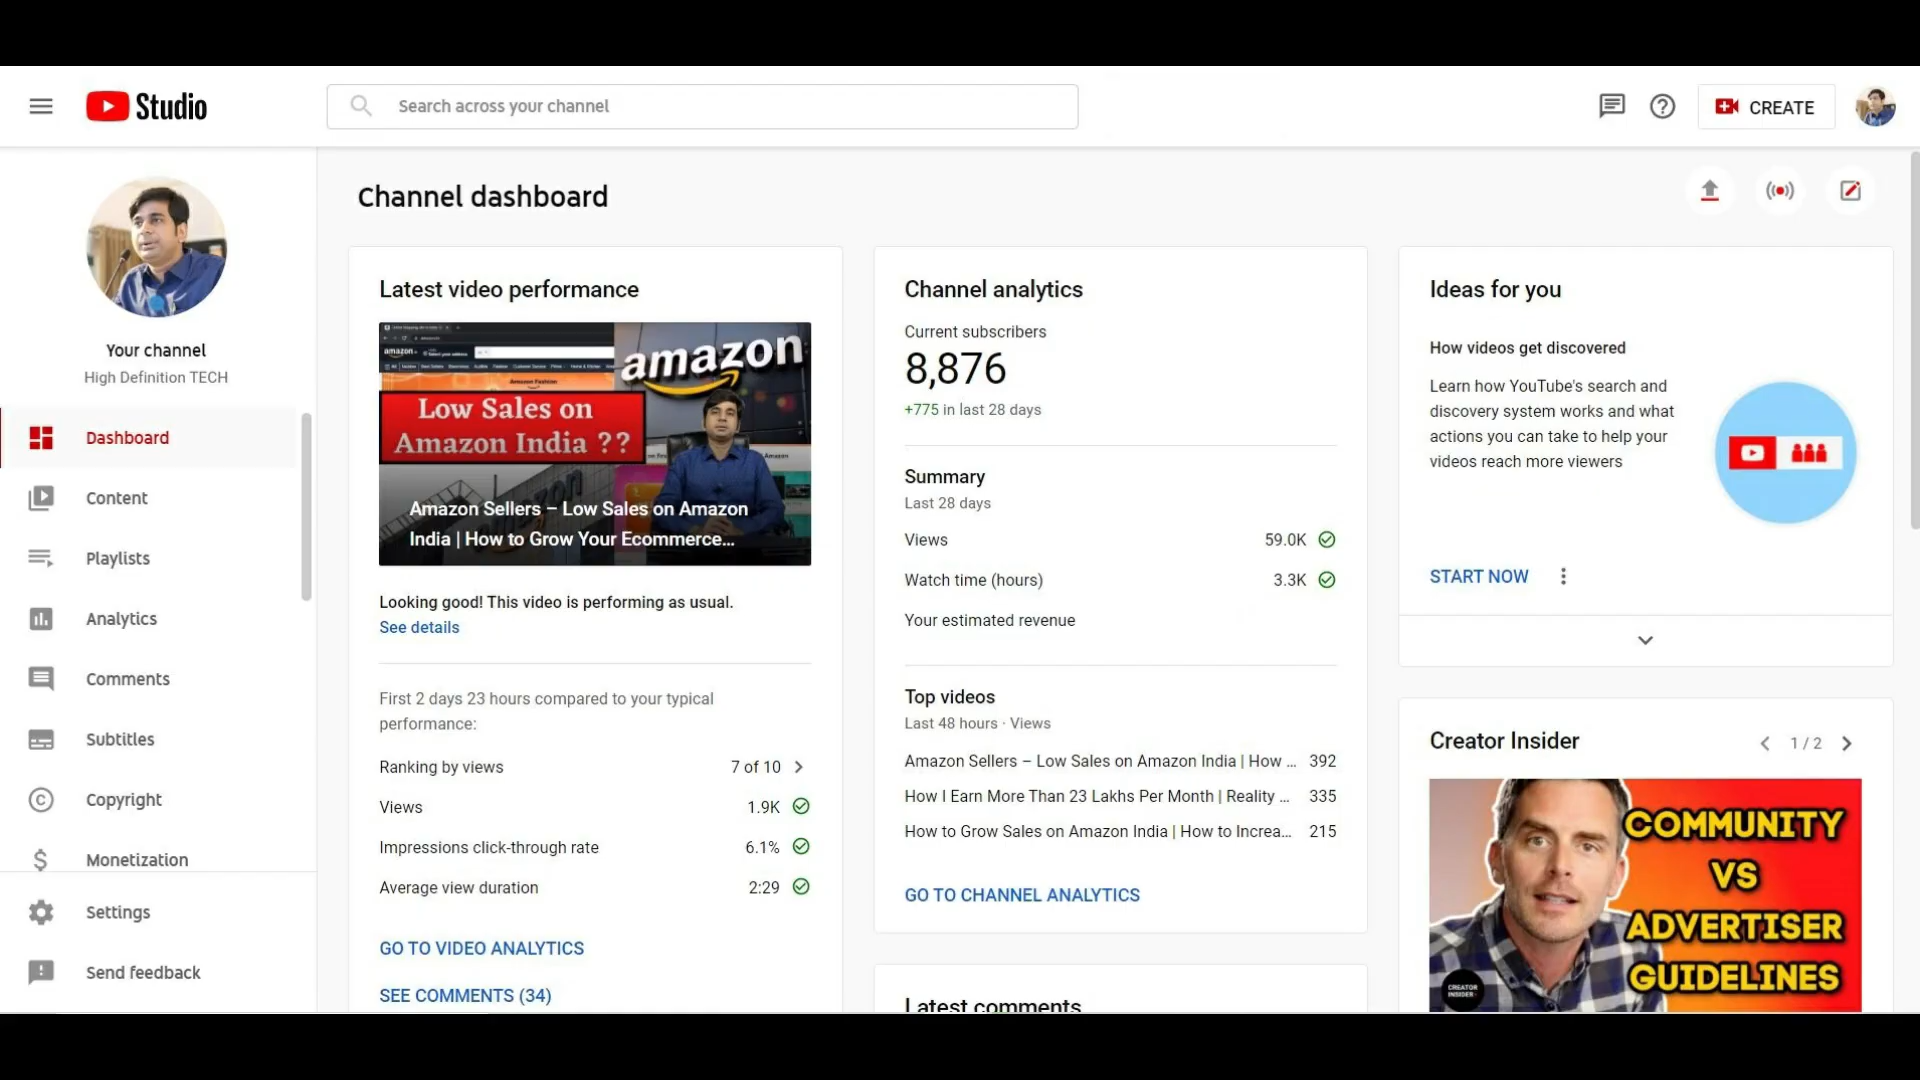 Studio
Search across your channel
CREATE
Your channel
High Definition TECH
Dashboard
Content
Playlists
Analytics
Comments
Subtitles
Copyright
Monetization
Settings
Send feedback
Channel dashboard
Latest video performance
amazon
amazon
Low Sales on
Amazon India ??
Amazon Sellers – Low Sales on Amazon
India | How to Grow Your Ecommerce...
Looking good! This video is performing as usual.
See details
First 2 days 23 hours compared to your typical
performance:
Ranking by views 7 of 10
Views 1.9K
Impressions click-through rate 6.1%
Average view duration 2:29
GO TO VIDEO ANALYTICS
SEE COMMENTS (34)
Channel analytics
Current subscribers
8,876
+775 in last 28 days
Summary
Last 28 days
Views 59.0K
Watch time (hours) 3.3K
Your estimated revenue
Top videos
Last 48 hours · Views
Amazon Sellers – Low Sales on Amazon India | How ... 392
How I Earn More Than 23 Lakhs Per Month | Reality ... 335
How to Grow Sales on Amazon India | How to Increa... 215
GO TO CHANNEL ANALYTICS
Latest comments
Ideas for you
How videos get discovered
Learn how YouTube's search and
discovery system works and what
actions you can take to help your
videos reach more viewers
START NOW
Creator Insider
1 / 2
COMMUNITY
VS
ADVERTISER
GUIDELINES
CREATOR
INSIDER